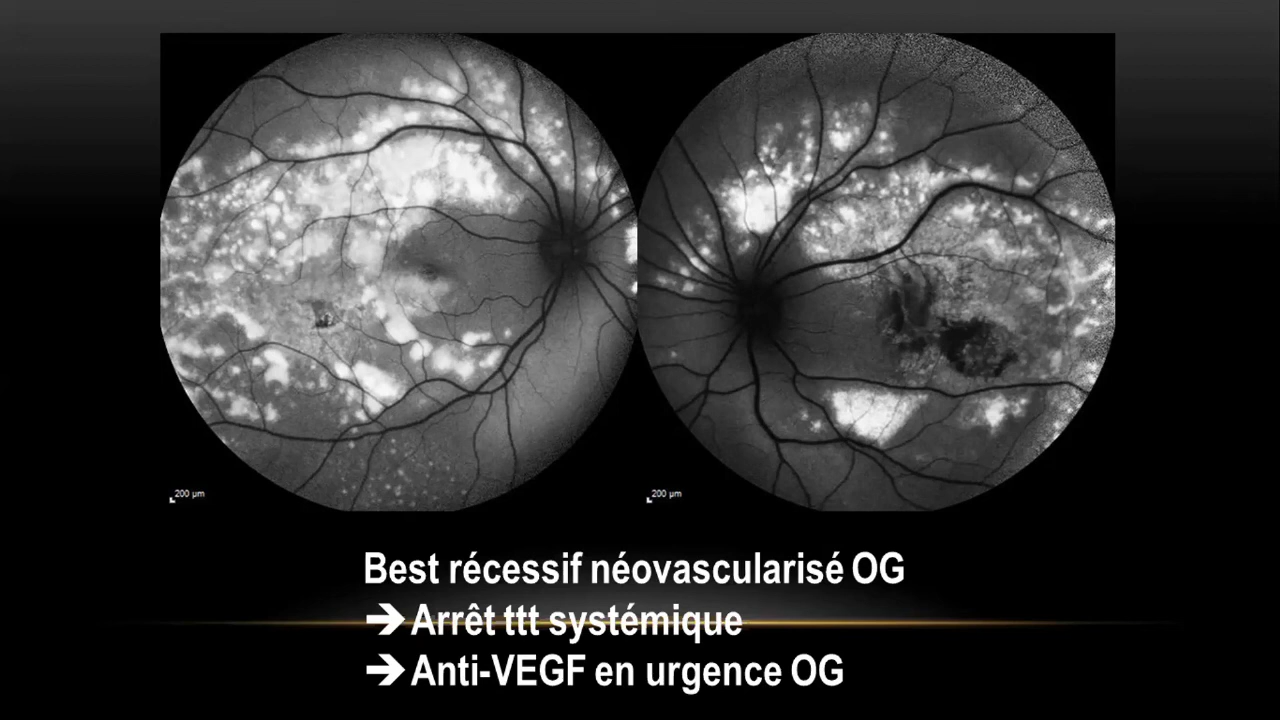 200 µm
200 µm
Best récessif néovascularisé OG
➔ Arrêt ttt systémique
➔ Anti-VEGF en urgence OG